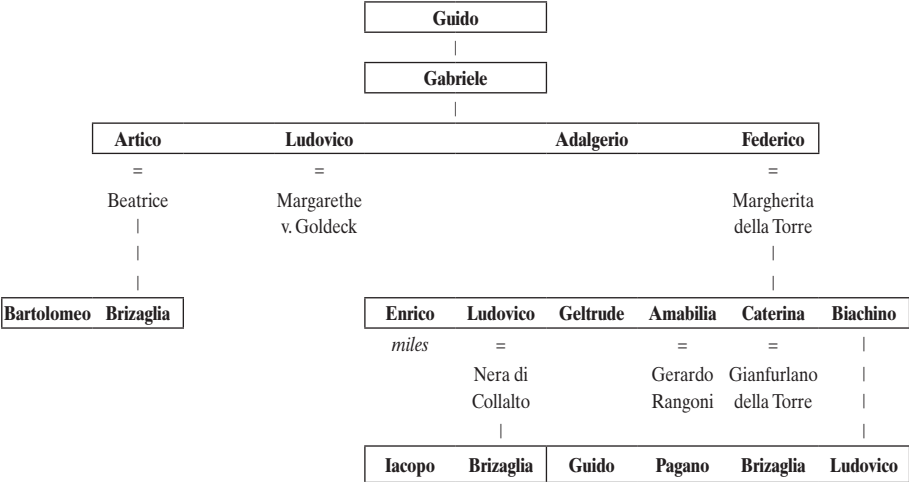 Guido
|
Gabriele
|
Artico Ludovico Adalgerio Federico
= = =
Beatrice Margarethe Margherita
| v. Goldeck della Torre
| |
| |
Bartolomeo Brizaglia Enrico Ludovico Geltrude Amabilia Caterina Biachino
miles = = = |
Nera di Gerardo Gianfurlano |
Collalto Rangoni della Torre |
| |
Iacopo Brizaglia Guido Pagano Brizaglia Ludovico